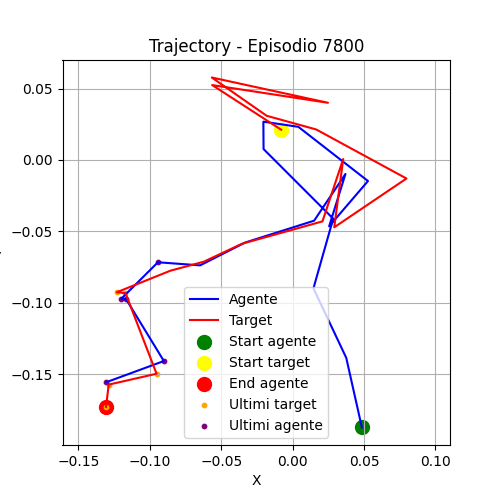 Trajectory - Episodio 7800
0.05
0.00
−0.05
−0.10
−0.15
Agente
Target
Start agente
Start target
End agente
Ultimi target
Ultimi agente
−0.15 −0.10 −0.05 0.00 0.05 0.10
X